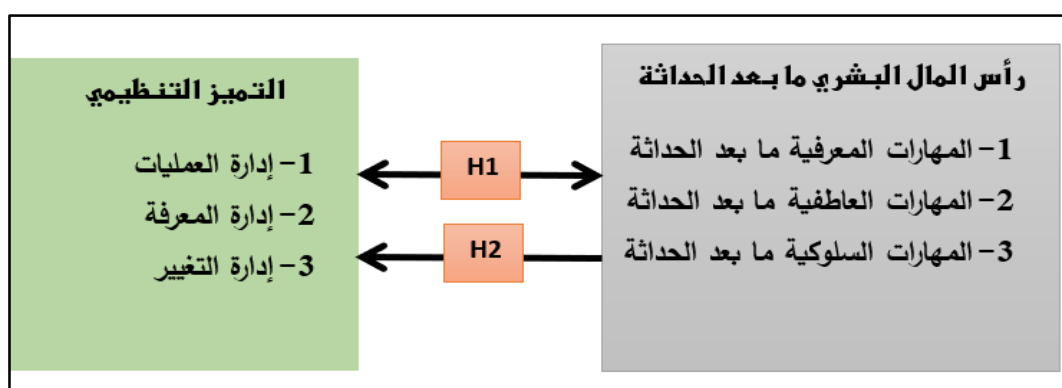 رأس المال البشري ما بعد الحداثة
1- المهارات المعرفية ما بعد الحداثة
2- المهارات العاطفية ما بعد الحداثة
3- المهارات السلوكية ما بعد الحداثة
H1
H2
التميز التنظيمي
1- إدارة العمليات
2- إدارة المعرفة
3- إدارة التغيير